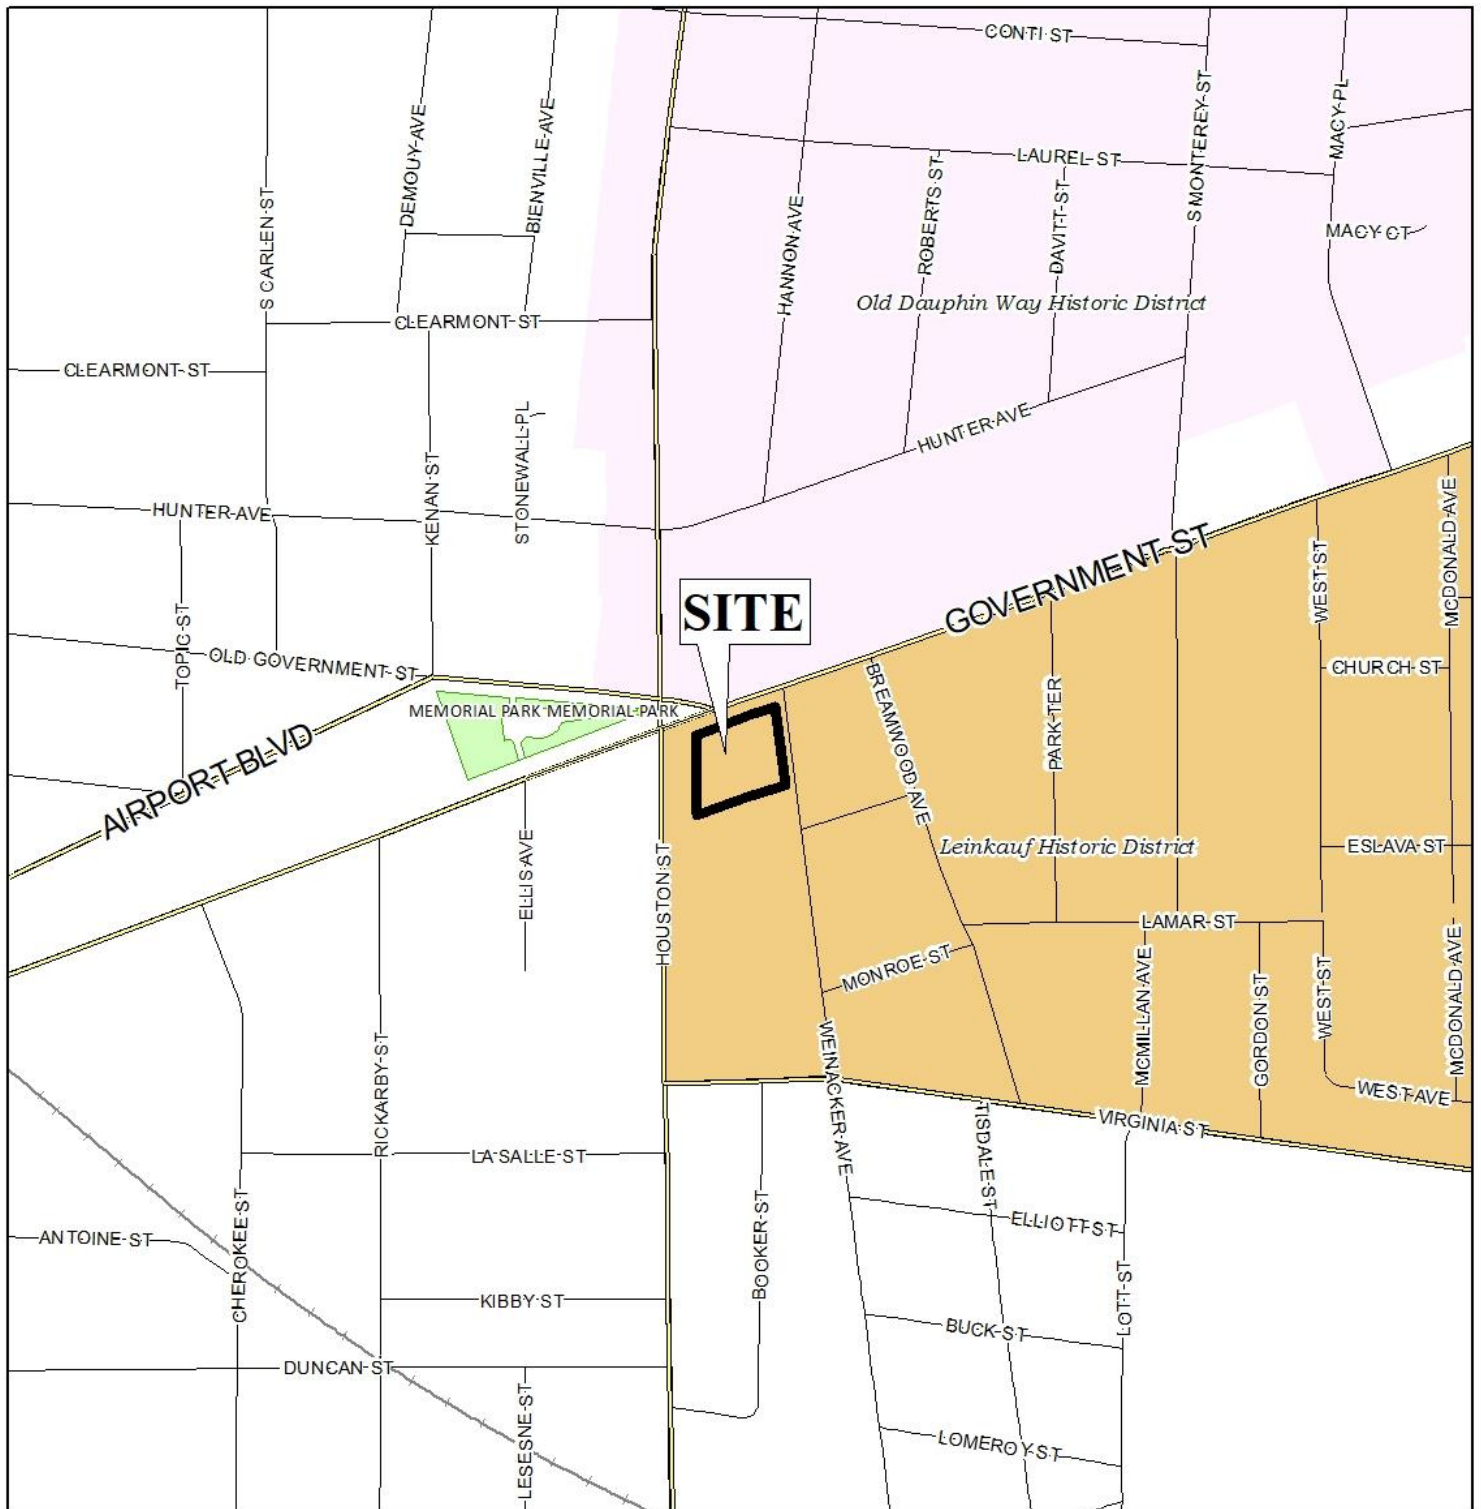 CONTI ST
S MONTEREY ST
MACY PL
DEMOUY AVE
BIENVILLE AVE
LAUREL ST
S CARLEN ST
HANNON AVE
ROBERTS ST
DAVITT ST
MACY CT
Old Dauphin Way Historic District
CLEARMONT ST
CLEARMONT ST
STONEWALL PL
HUNTER AVE
KENAN ST
HUNTER AVE
MCDONALD AVE
GOVERNMENT ST
WEST ST
SITE
TOPIC ST
OLD GOVERNMENT ST
CHURCH ST
MEMORIAL PARK MEMORIAL PARK
BREAMWOOD AVE
PARK TER
AIRPORT BLVD
ELLIS AVE
HOUSTON ST
Leinkauf Historic District
ESLAVA ST
LAMAR ST
MONROE ST
MCMILLAN AVE
GORDON ST
WEST ST
MCDONALD AVE
WEINACKER AVE
RICKARBY ST
WEST AVE
VIRGINIA ST
TISDALE ST
LA SALLE ST
ELLIOTT ST
ANTOINE ST
CHEROKEE ST
BOOKER ST
LOTT ST
KIBBY ST
BUCK ST
DUNCAN ST
LESESNE ST
LOMEROY ST